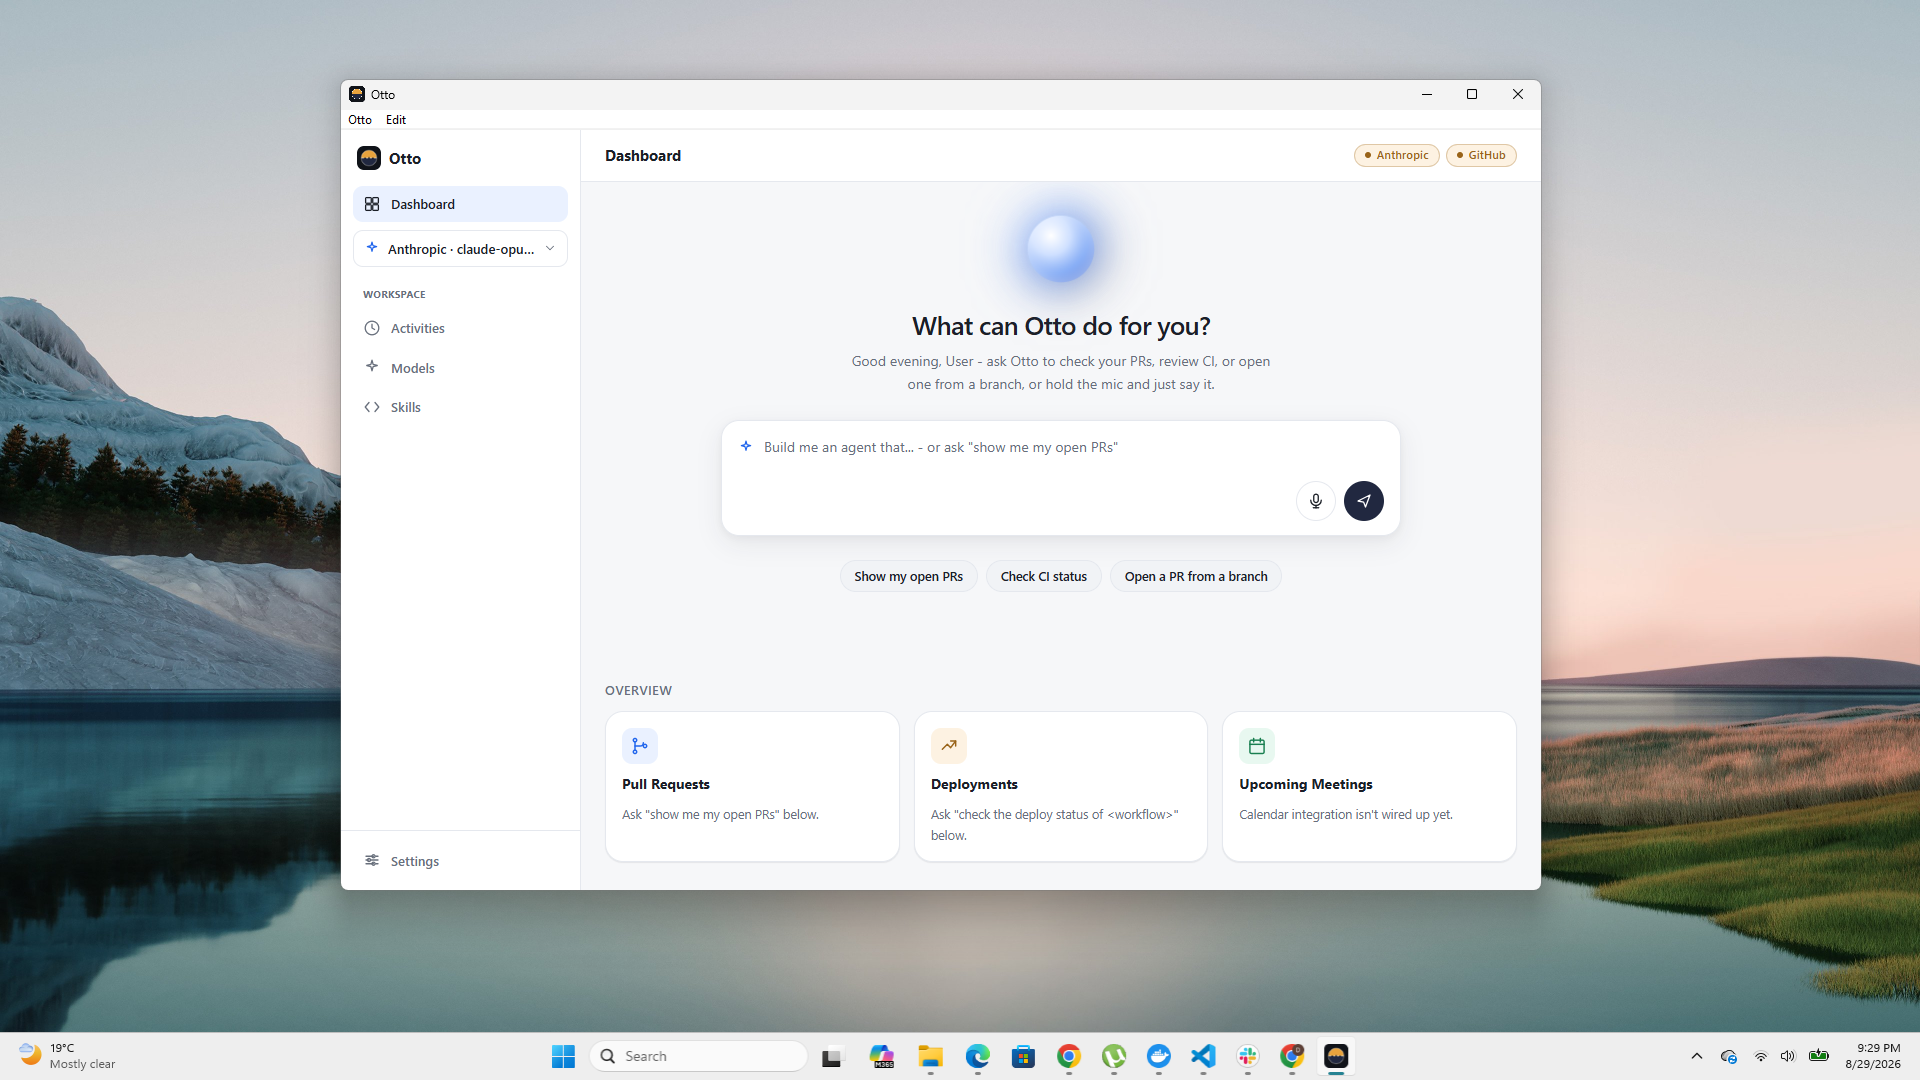 Otto
Otto Edit
Otto
Dashboard
Anthropic · claude-opu...
WORKSPACE
Activities
Models
Skills
Settings
Dashboard
Anthropic
GitHub
What can Otto do for you?
Good evening, User - ask Otto to check your PRs, review CI, or open
one from a branch, or hold the mic and just say it.
Build me an agent that... - or ask "show me my open PRs"
Show my open PRs
Check CI status
Open a PR from a branch
OVERVIEW
Pull Requests
Ask "show me my open PRs" below.
Deployments
Ask "check the deploy status of <workflow>"
below.
Upcoming Meetings
Calendar integration isn't wired up yet.
19°C
Mostly clear
Search
M365
9:29 PM
8/29/2026